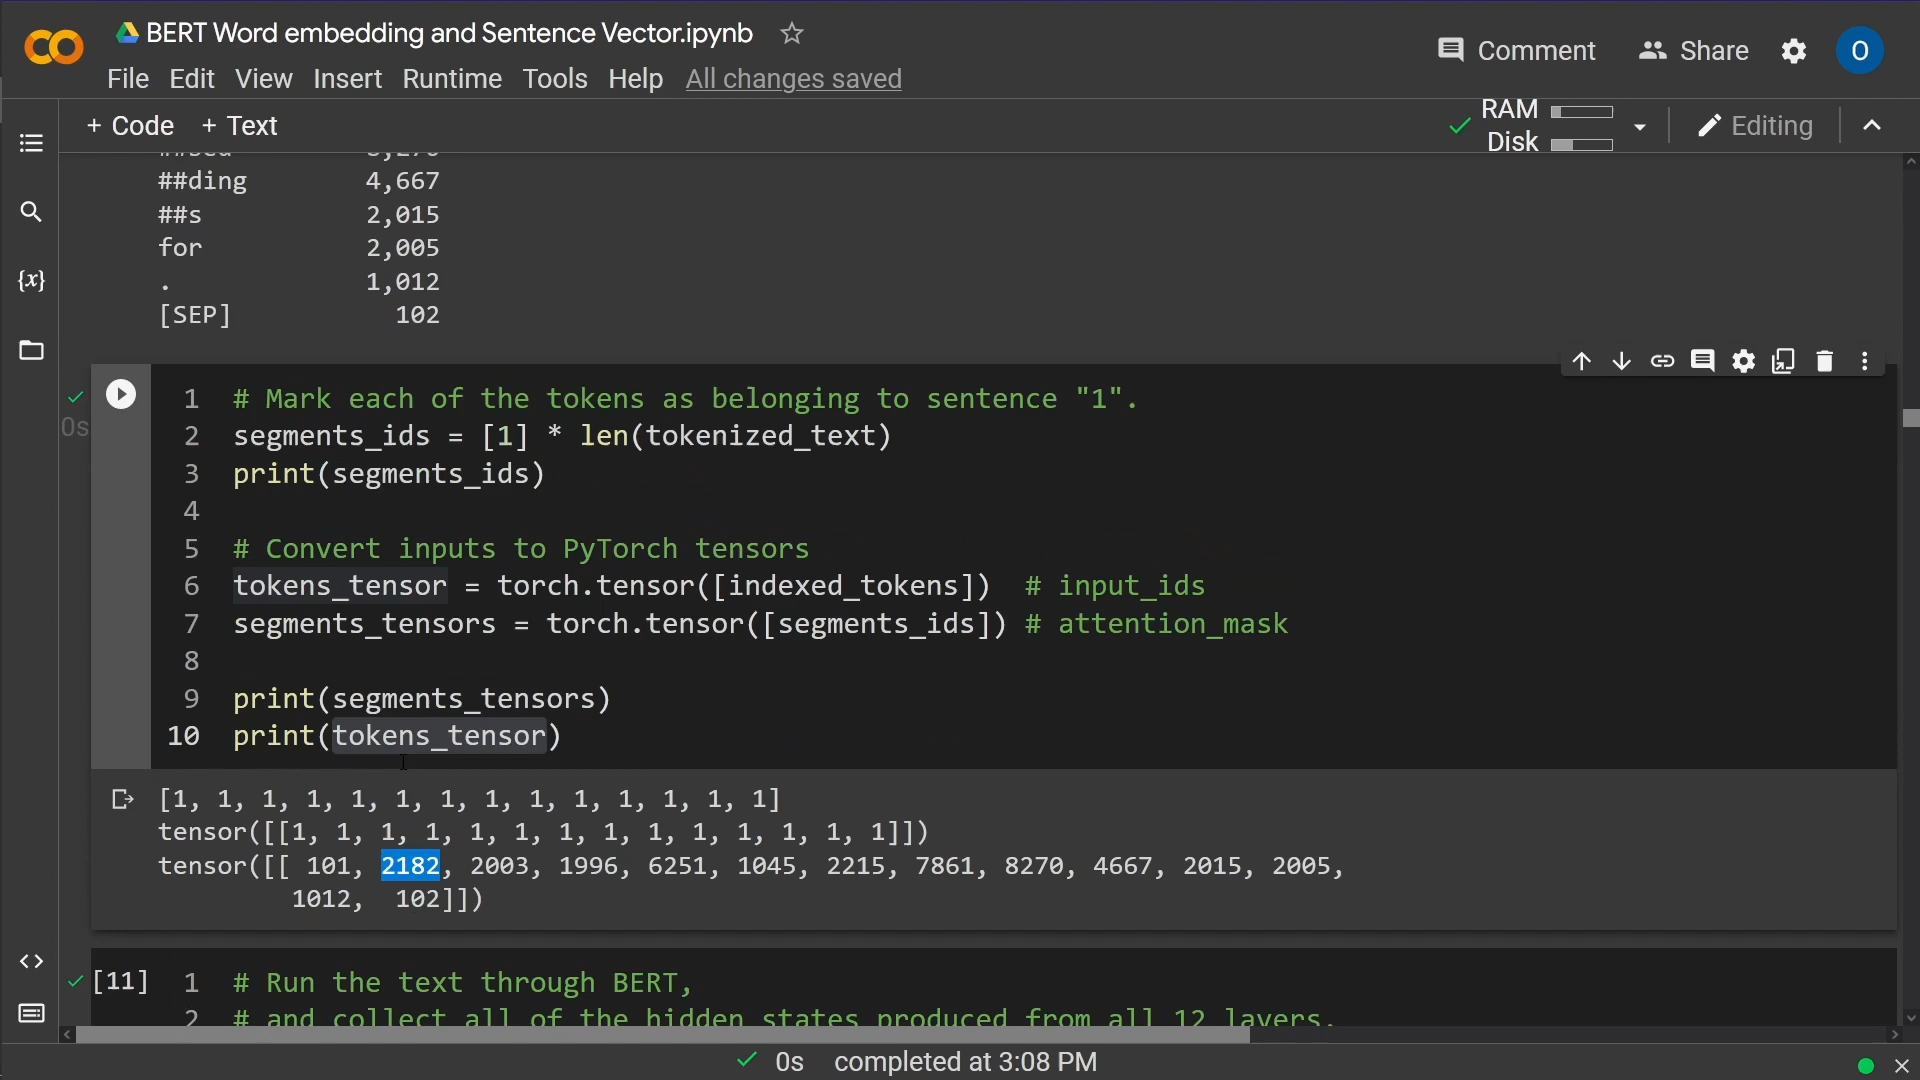 BERT Word embedding and Sentence Vector.ipynb
Comment Share O
File Edit View Insert Runtime Tools Help All changes saved
+ Code + Text
RAM
Disk
Editing
##ding 4,667
##s 2,015
for 2,005
. 1,012
[SEP] 102
{x}
0s
1 # Mark each of the tokens as belonging to sentence "1".
2 segments_ids = [1] * len(tokenized_text)
3 print(segments_ids)
4
5 # Convert inputs to PyTorch tensors
6 tokens_tensor = torch.tensor([indexed_tokens]) # input_ids
7 segments_tensors = torch.tensor([segments_ids]) # attention_mask
8
9 print(segments_tensors)
10 print(tokens_tensor)
[1, 1, 1, 1, 1, 1, 1, 1, 1, 1, 1, 1, 1, 1]
tensor([[1, 1, 1, 1, 1, 1, 1, 1, 1, 1, 1, 1, 1, 1]])
tensor([[ 101, 2182, 2003, 1996, 6251, 1045, 2215, 7861, 8270, 4667, 2015, 2005,
1012, 102]])
[11] 1 # Run the text through BERT,
2 # and collect all of the hidden states produced from all 12 layers.
0s completed at 3:08 PM